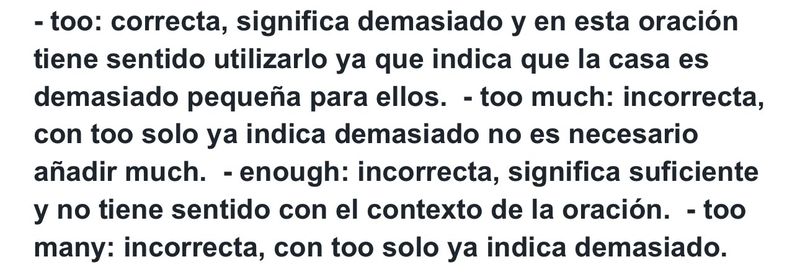 - too: correcta, significa demasiado y en esta oración
tiene sentido utilizarlo ya que indica que la casa es
demasiado pequeña para ellos.  - too much: incorrecta,
con too solo ya indica demasiado no es necesario
añadir much.  - enough: incorrecta, significa suficiente
y no tiene sentido con el contexto de la oración.  - too
many: incorrecta, con too solo ya indica demasiado.